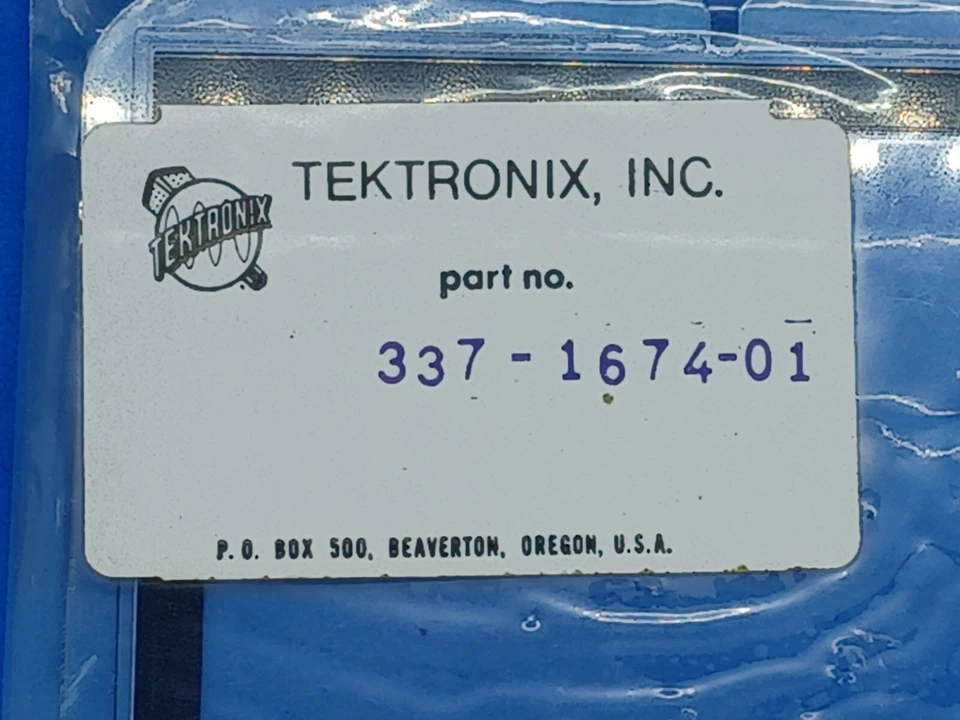 TEKTRONIX, INC.
TEKTRONIX
part no.
337 - 1674-01
P. O. BOX 500, BEAVERTON, OREGON, U.S.A.